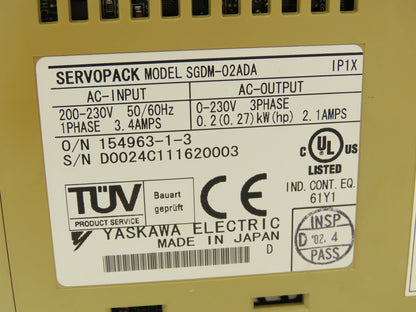 SERVOPACK MODEL SGDM-02ADA IP1X
AC-INPUT AC-OUTPUT
200-230V 50/60Hz 0-230V 3PHASE
1PHASE 3.4AMPS 0.2(0.27)kW(hp) 2.1AMPS
O/N 154963-1-3
S/N D0024C111620003
C UL US
LISTED
IND. CONT. EQ.
61Y1
TÜV
PRODUCT SERVICE
Bauart
geprüft
CE
YASKAWA ELECTRIC
MADE IN JAPAN D
INSP
D '02. 4
PASS